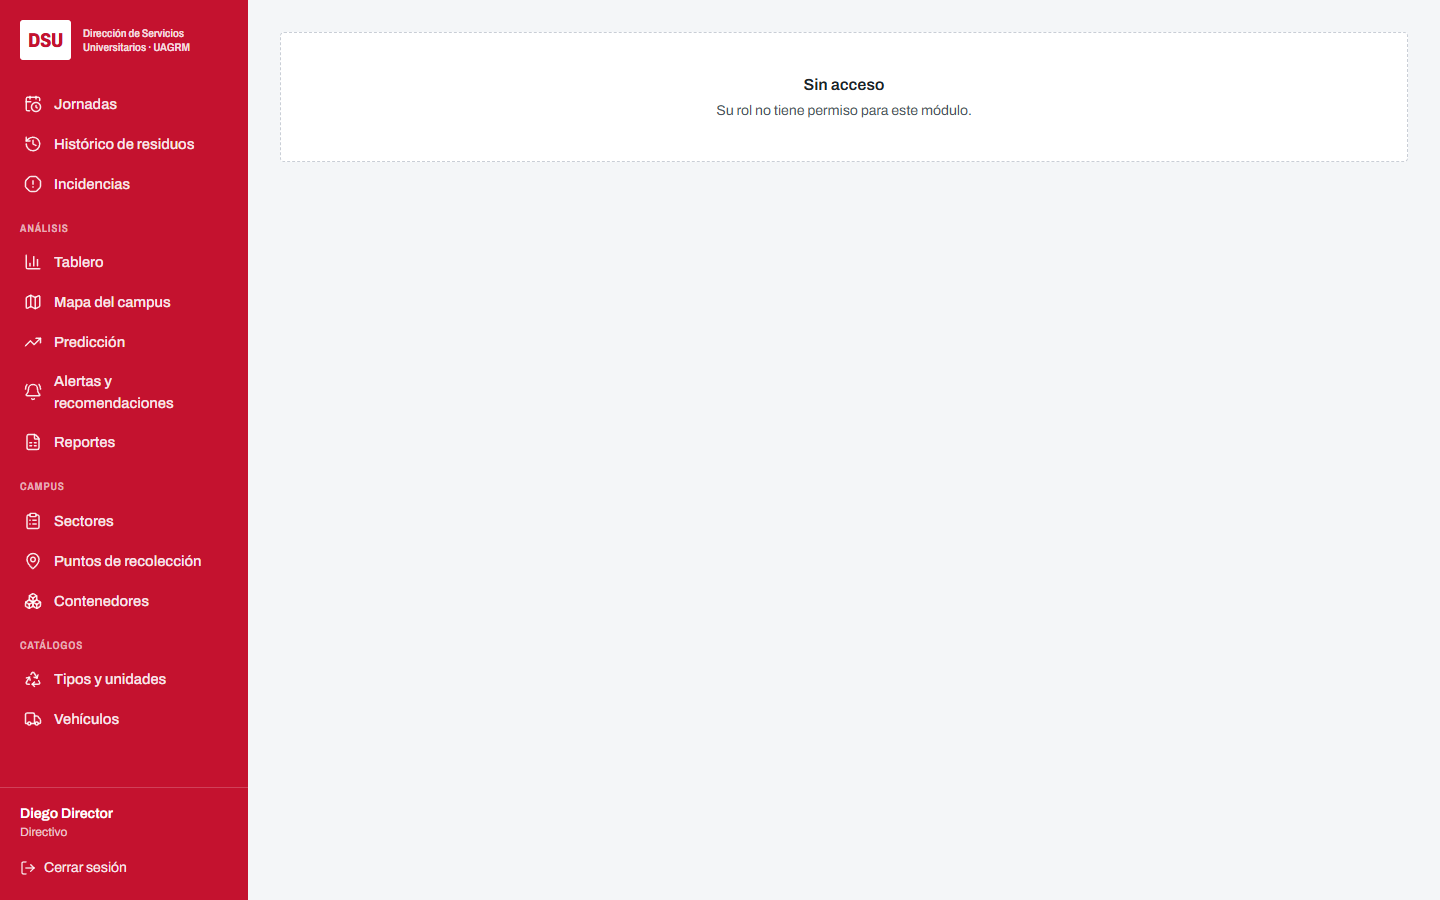 DSU
Dirección de Servicios
Universitarios · UAGRM
Jornadas
Histórico de residuos
Incidencias
ANÁLISIS
Tablero
Mapa del campus
Predicción
Alertas y
recomendaciones
Reportes
CAMPUS
Sectores
Puntos de recolección
Contenedores
CATÁLOGOS
Tipos y unidades
Vehículos
Diego Director
Directivo
Cerrar sesión
Sin acceso
Su rol no tiene permiso para este módulo.